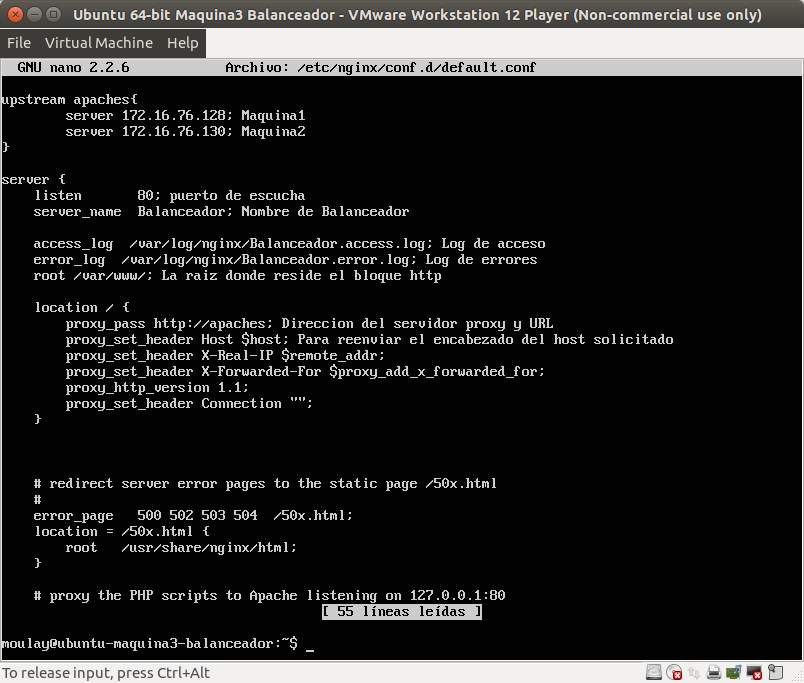 Ubuntu 64-bit Maquina3 Balanceador - VMware Workstation 12 Player (Non-commercial use only)
File Virtual Machine Help
GNU nano 2.2.6 Archivo: /etc/nginx/conf.d/default.conf
upstream apaches{
server 172.16.76.128; Maquina1
server 172.16.76.130; Maquina2
}
server {
listen 80; puerto de escucha
server_name Balanceador; Nombre de Balanceador
access_log /var/log/nginx/Balanceador.access.log; Log de acceso
error_log /var/log/nginx/Balanceador.error.log; Log de errores
root /var/www/; La raiz donde reside el bloque http
location / {
proxy_pass http://apaches; Direccion del servidor proxy y URL
proxy_set_header Host $host; Para reenviar el encabezado del host solicitado
proxy_set_header X-Real-IP $remote_addr;
proxy_set_header X-Forwarded-For $proxy_add_x_forwarded_for;
proxy_http_version 1.1;
proxy_set_header Connection "";
}
# redirect server error pages to the static page /50x.html
#
error_page 500 502 503 504 /50x.html;
location = /50x.html {
root /usr/share/nginx/html;
}
# proxy the PHP scripts to Apache listening on 127.0.0.1:80
[ 55 líneas leídas ]
moulay@ubuntu-maquina3-balanceador:~$ _
To release input, press Ctrl+Alt